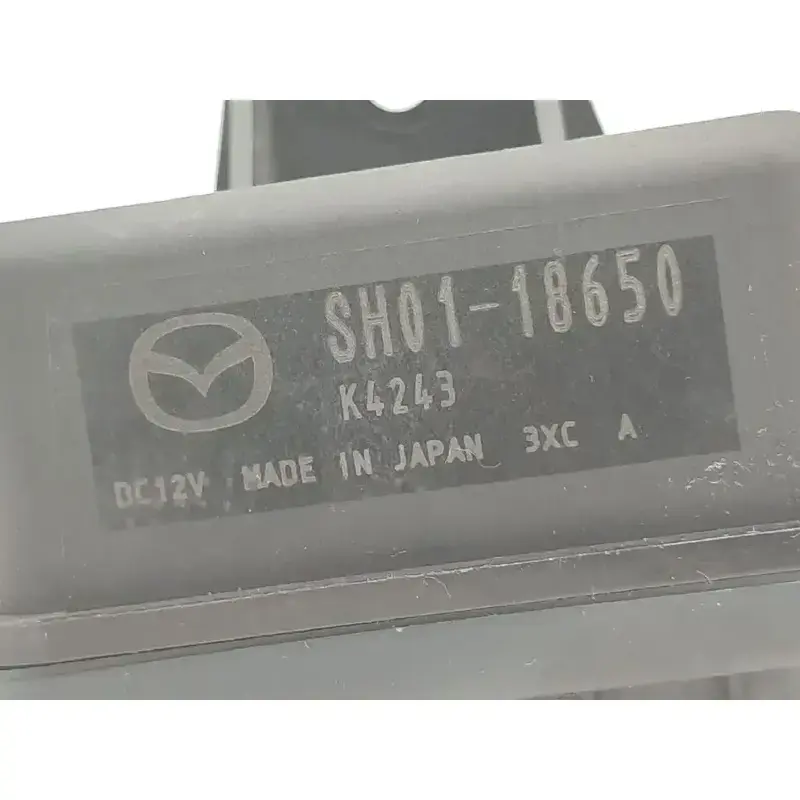 SH01-18650
K4243
DC12V MADE IN JAPAN 3XC A